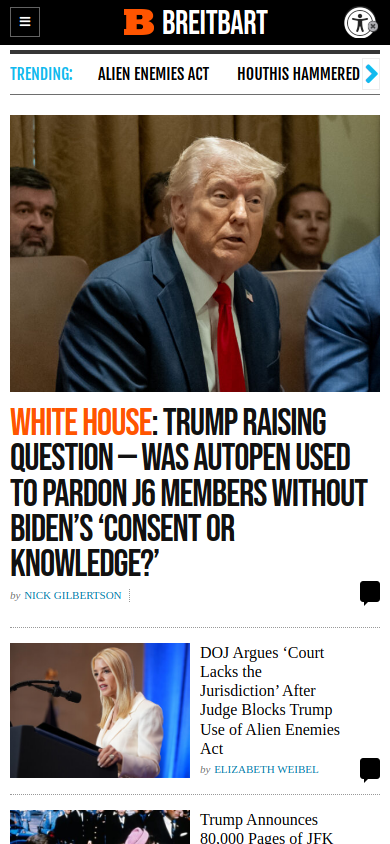 BREITBART
TRENDING:
ALIEN ENEMIES ACT
HOUTHIS HAMMERED
WHITE HOUSE: TRUMP RAISING
QUESTION — WAS AUTOPEN USED
TO PARDON J6 MEMBERS WITHOUT
BIDEN’S ‘CONSENT OR
KNOWLEDGE?’
by NICK GILBERTSON
DOJ Argues ‘Court
Lacks the
Jurisdiction’ After
Judge Blocks Trump
Use of Alien Enemies
Act
by ELIZABETH WEIBEL
Trump Announces
80,000 Pages of JFK